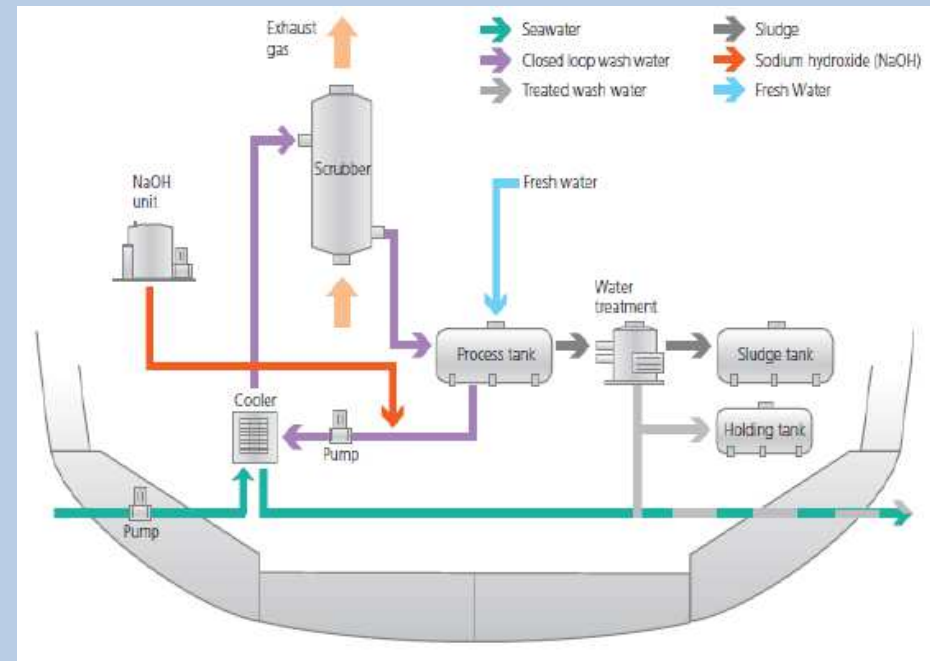 Exhaust
gas
Seawater
Closed loop wash water
Treated wash water
Sludge
Sodium hydroxide (NaOH)
Fresh Water
Scrubber
NaOH
unit
Fresh water
Water
treatment
Process tank
Sludge tank
Cooler
Holding tank
Pump
Pump